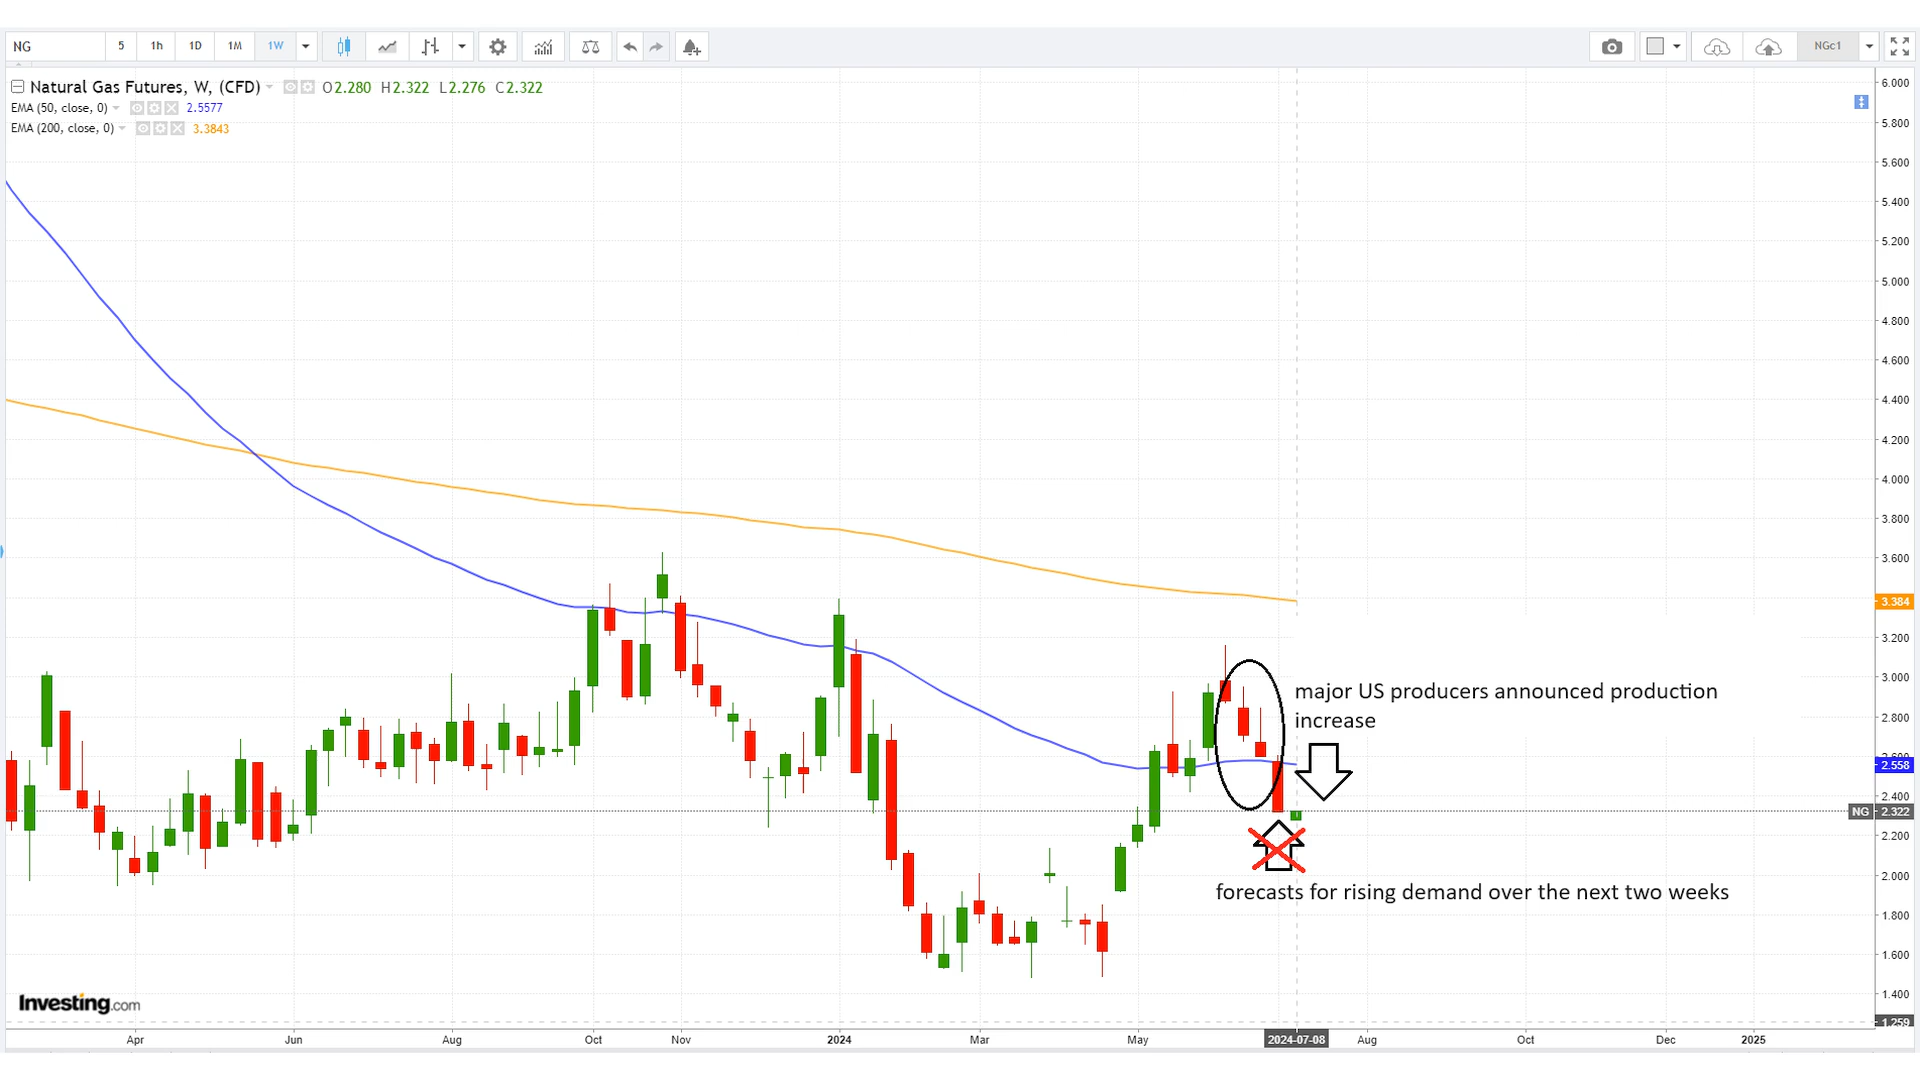 NG 5 1h 1D 1M 1W NGc1
Natural Gas Futures, W, (CFD) O2.280 H2.322 L2.276 C2.322
EMA (50, close, 0) 2.5577
EMA (200, close, 0) 3.3843
6.000
5.800
5.600
5.400
5.200
5.000
4.800
4.600
4.400
4.200
4.000
3.800
3.600
3.384
3.200
3.000
2.800
2.558
2.400
NG 2.322
2.200
2.000
1.800
1.600
1.400
1.259
major US producers announced production
increase
forecasts for rising demand over the next two weeks
Investing.com
Apr Jun Aug Oct Nov 2024 Mar May 2024-07-08 Aug Oct Dec 2025